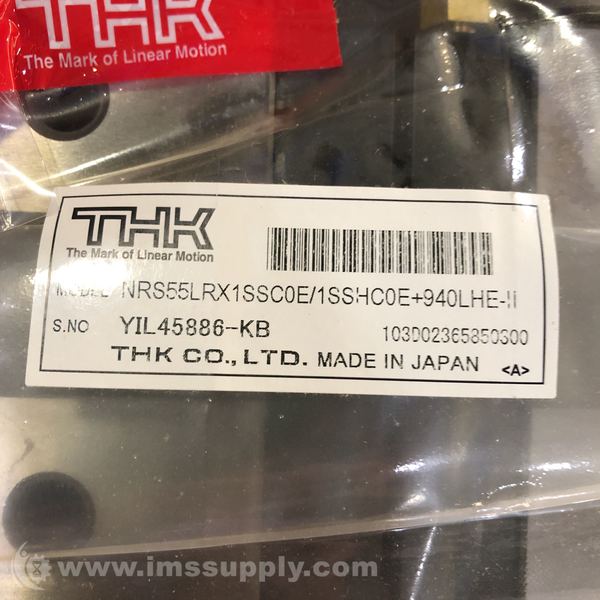 THK
The Mark of Linear Motion
THK
The Mark of Linear Motion
MODEL NRS55LRX1SSC0E/1SSHC0E+940LHE-II
S.NO YIL45886-KB 103D02365850300
THK CO., LTD. MADE IN JAPAN <A>
www.imssupply.com